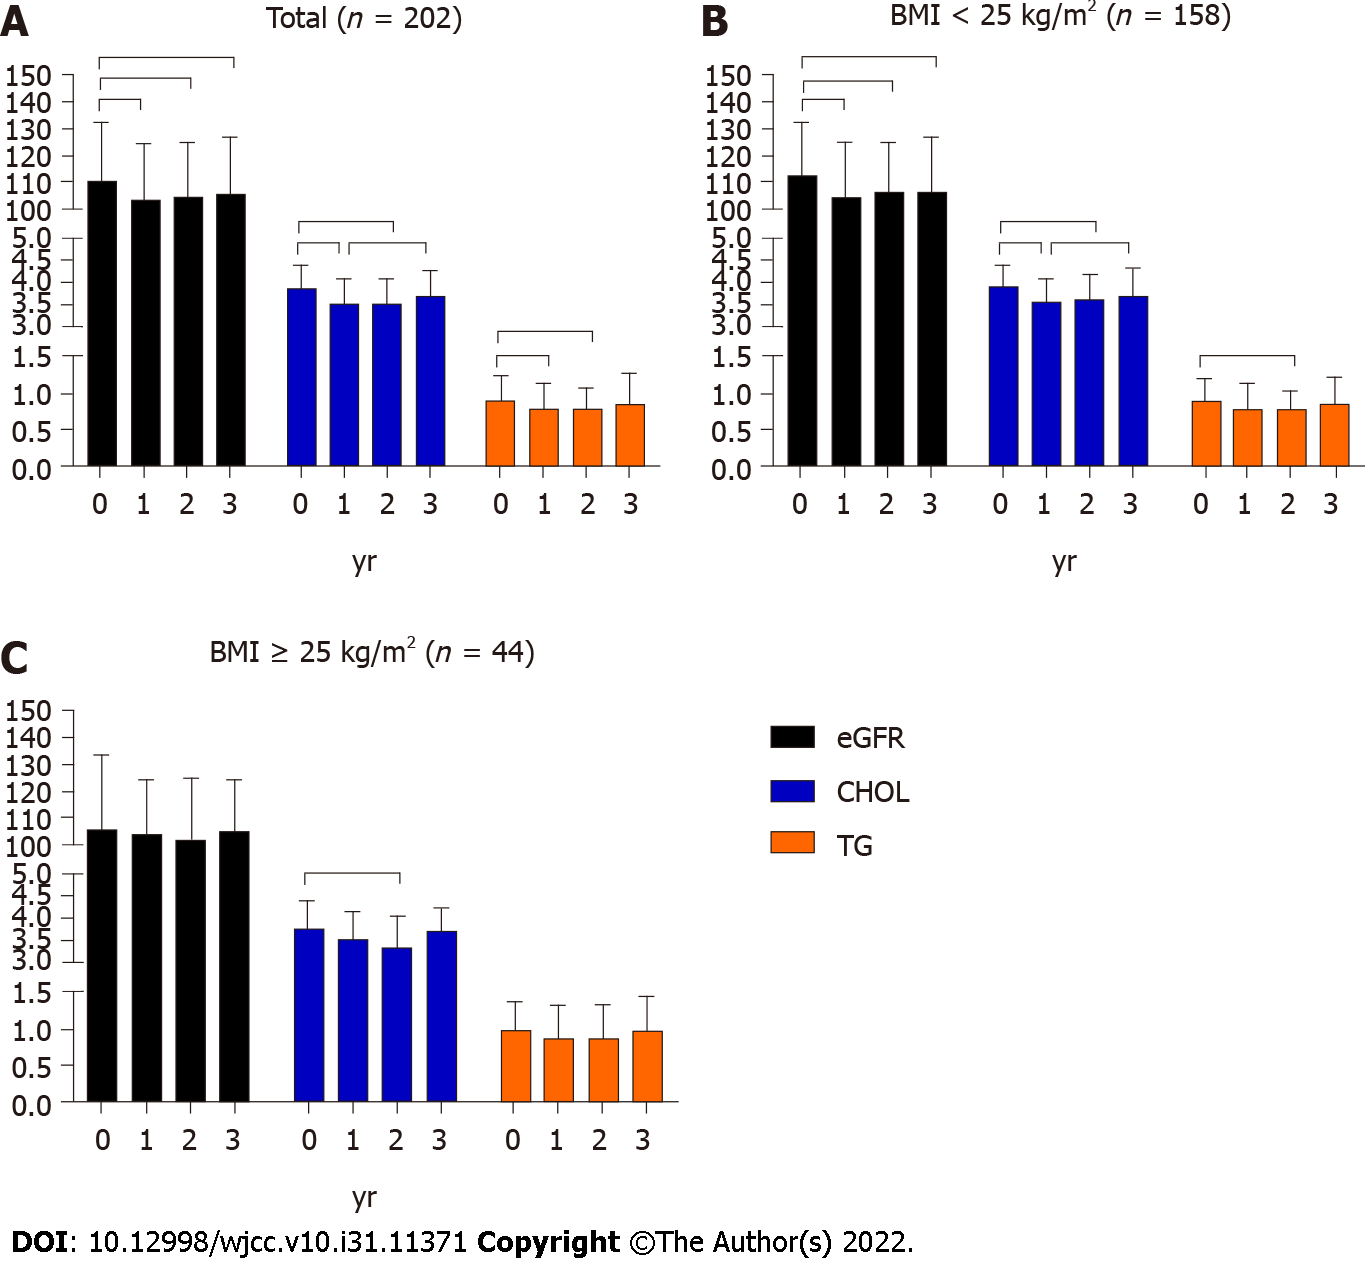 A
Total (n = 202)
150
140
130
120
110
100
5.0
4.5
4.0
3.5
3.0
1.5
1.0
0.5
0.0
0 1 2 3 0 1 2 3 0 1 2 3
yr
B
BMI < 25 kg/m² (n = 158)
150
140
130
120
110
100
5.0
4.5
4.0
3.5
3.0
1.5
1.0
0.5
0.0
0 1 2 3 0 1 2 3 0 1 2 3
yr
C
BMI ≥ 25 kg/m² (n = 44)
150
140
130
120
110
100
5.0
4.5
4.0
3.5
3.0
1.5
1.0
0.5
0.0
0 1 2 3 0 1 2 3 0 1 2 3
yr
eGFR
CHOL
TG
DOI: 10.12998/wjcc.v10.i31.11371 Copyright ©The Author(s) 2022.